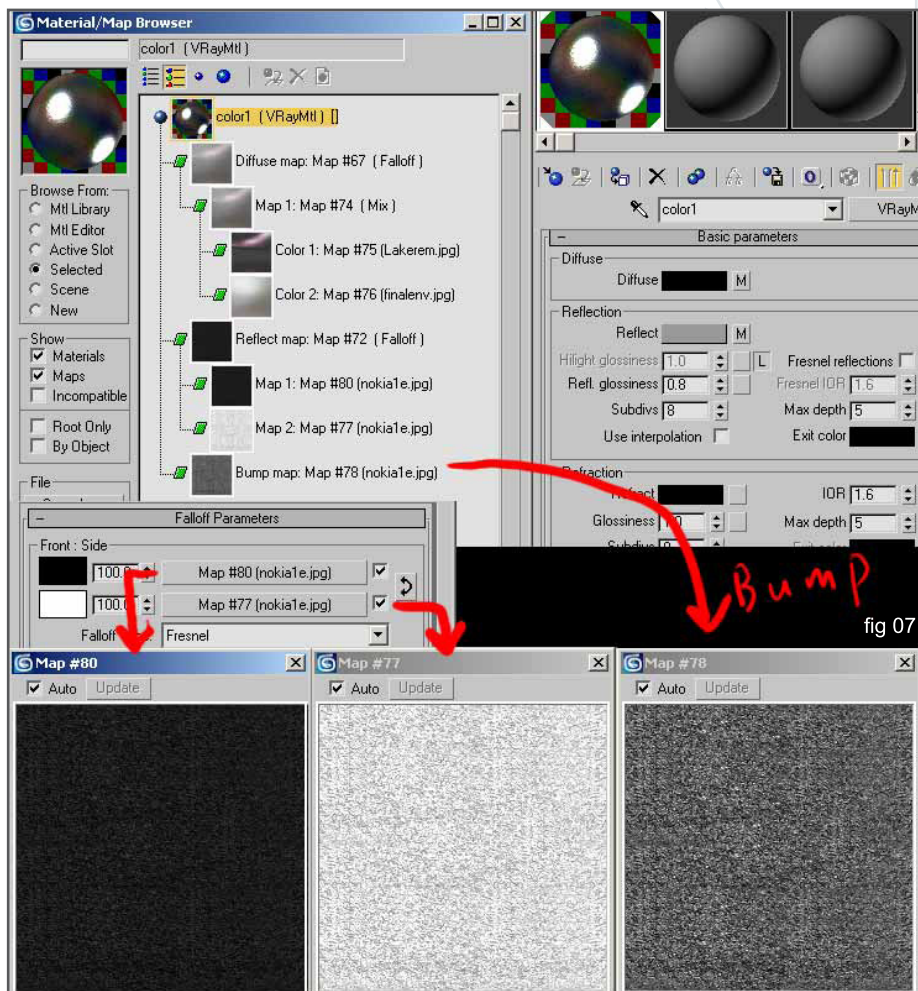 Material/Map Browser
color1 ( VRayMtl )
color1 ( VRayMtl ) []
Diffuse map: Map #67 ( Falloff )
Map 1: Map #74 ( Mix )
Color 1: Map #75 (Lakerem.jpg)
Color 2: Map #76 (finalenv.jpg)
Reflect map: Map #72 ( Falloff )
Map 1: Map #80 (nokia1e.jpg)
Map 2: Map #77 (nokia1e.jpg)
Bump map: Map #78 (nokia1e.jpg)
Browse From:
Mtl Library
Mtl Editor
Active Slot
Selected
Scene
New
Show
Materials
Maps
Incompatible
Root Only
By Object
File
color1
VRayM
Basic parameters
Diffuse
Diffuse M
Reflection
Reflect M
Hilight glossiness 1.0 L Fresnel reflections
Refl. glossiness 0.8 Fresnel IOR 1.6
Subdivs 8 Max depth 5
Use interpolation Exit color
Refraction
Refract IOR 1.6
Glossiness Max depth 5
Falloff Parameters
Front : Side
100.0 Map #80 (nokia1e.jpg)
100.0 Map #77 (nokia1e.jpg)
Falloff Fresnel
Bump
fig 07
Map #80
Auto Update
Map #77
Auto Update
Map #78
Auto Update